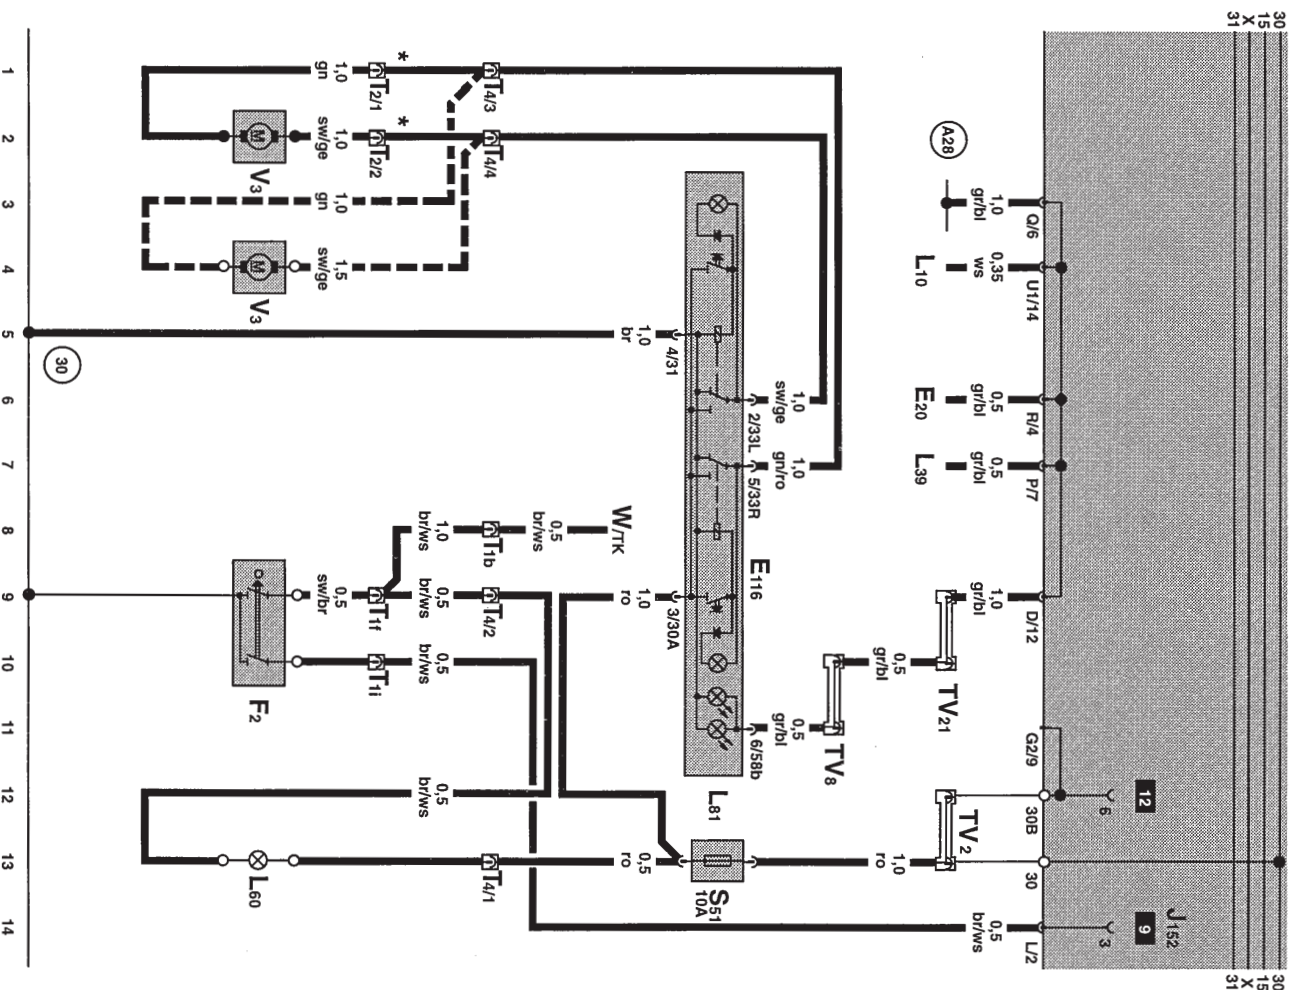 30 30
15 15
X X
31 31
J152
12 9
6 3
Q/6 U1/14 R/4 P/7 D/12 G2/9 30B 30 L/2
1,0 0,35 0,5 0,5 1,0 0,5
gr/bl ws gr/bl gr/bl gr/bl br/ws
TV2
A28 TV21
L10 E20 L39
0,5 1,0
gr/bl ro
TV8
1,0 1,0 0,5
sw/ge gn/ro gr/bl
2/33L 5/33R E116 6/58b
L81 S51
10A
4/31 3/30A
1,0 1,0 0,5
br ro ro
W/TK
0,5
br/ws
T4/3 T4/4 T1b T4/2 T4/1
1,0 0,5 0,5 0,5
br/ws br/ws br/ws br/ws
* *
T2/1 T2/2 T1f T1i
1,0 1,0 1,0 1,5 0,5
gn sw/ge gn sw/ge sw/br
M M
V3 V3 F2 L60
30
1 2 3 4 5 6 7 8 9 10 11 12 13 14